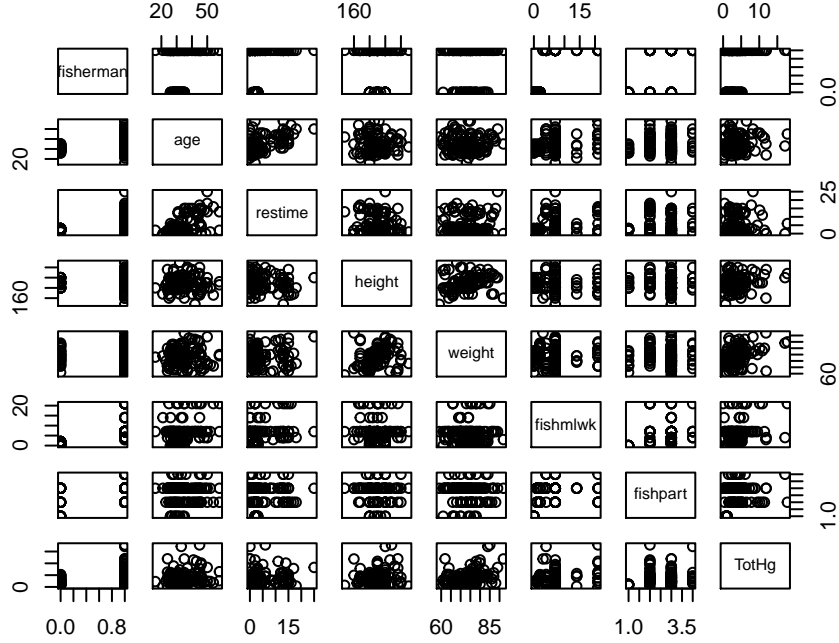 20 50 160 0 15 0 10
fisherman 0.0
20 age
restime 0 25
160 height
weight 60
0 20 fishmlwk
fishpart 1.0
0 TotHg
0.0 0.8 0 15 60 85 1.0 3.5